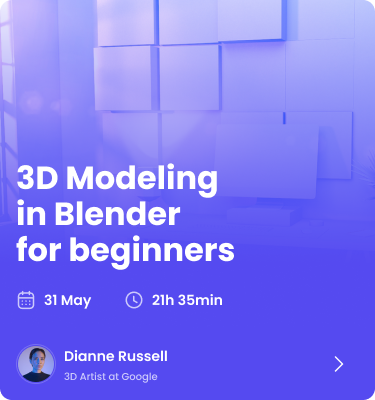 3D Modeling
in Blender
for beginners
31 May 21h 35min
Dianne Russell
3D Artist at Google